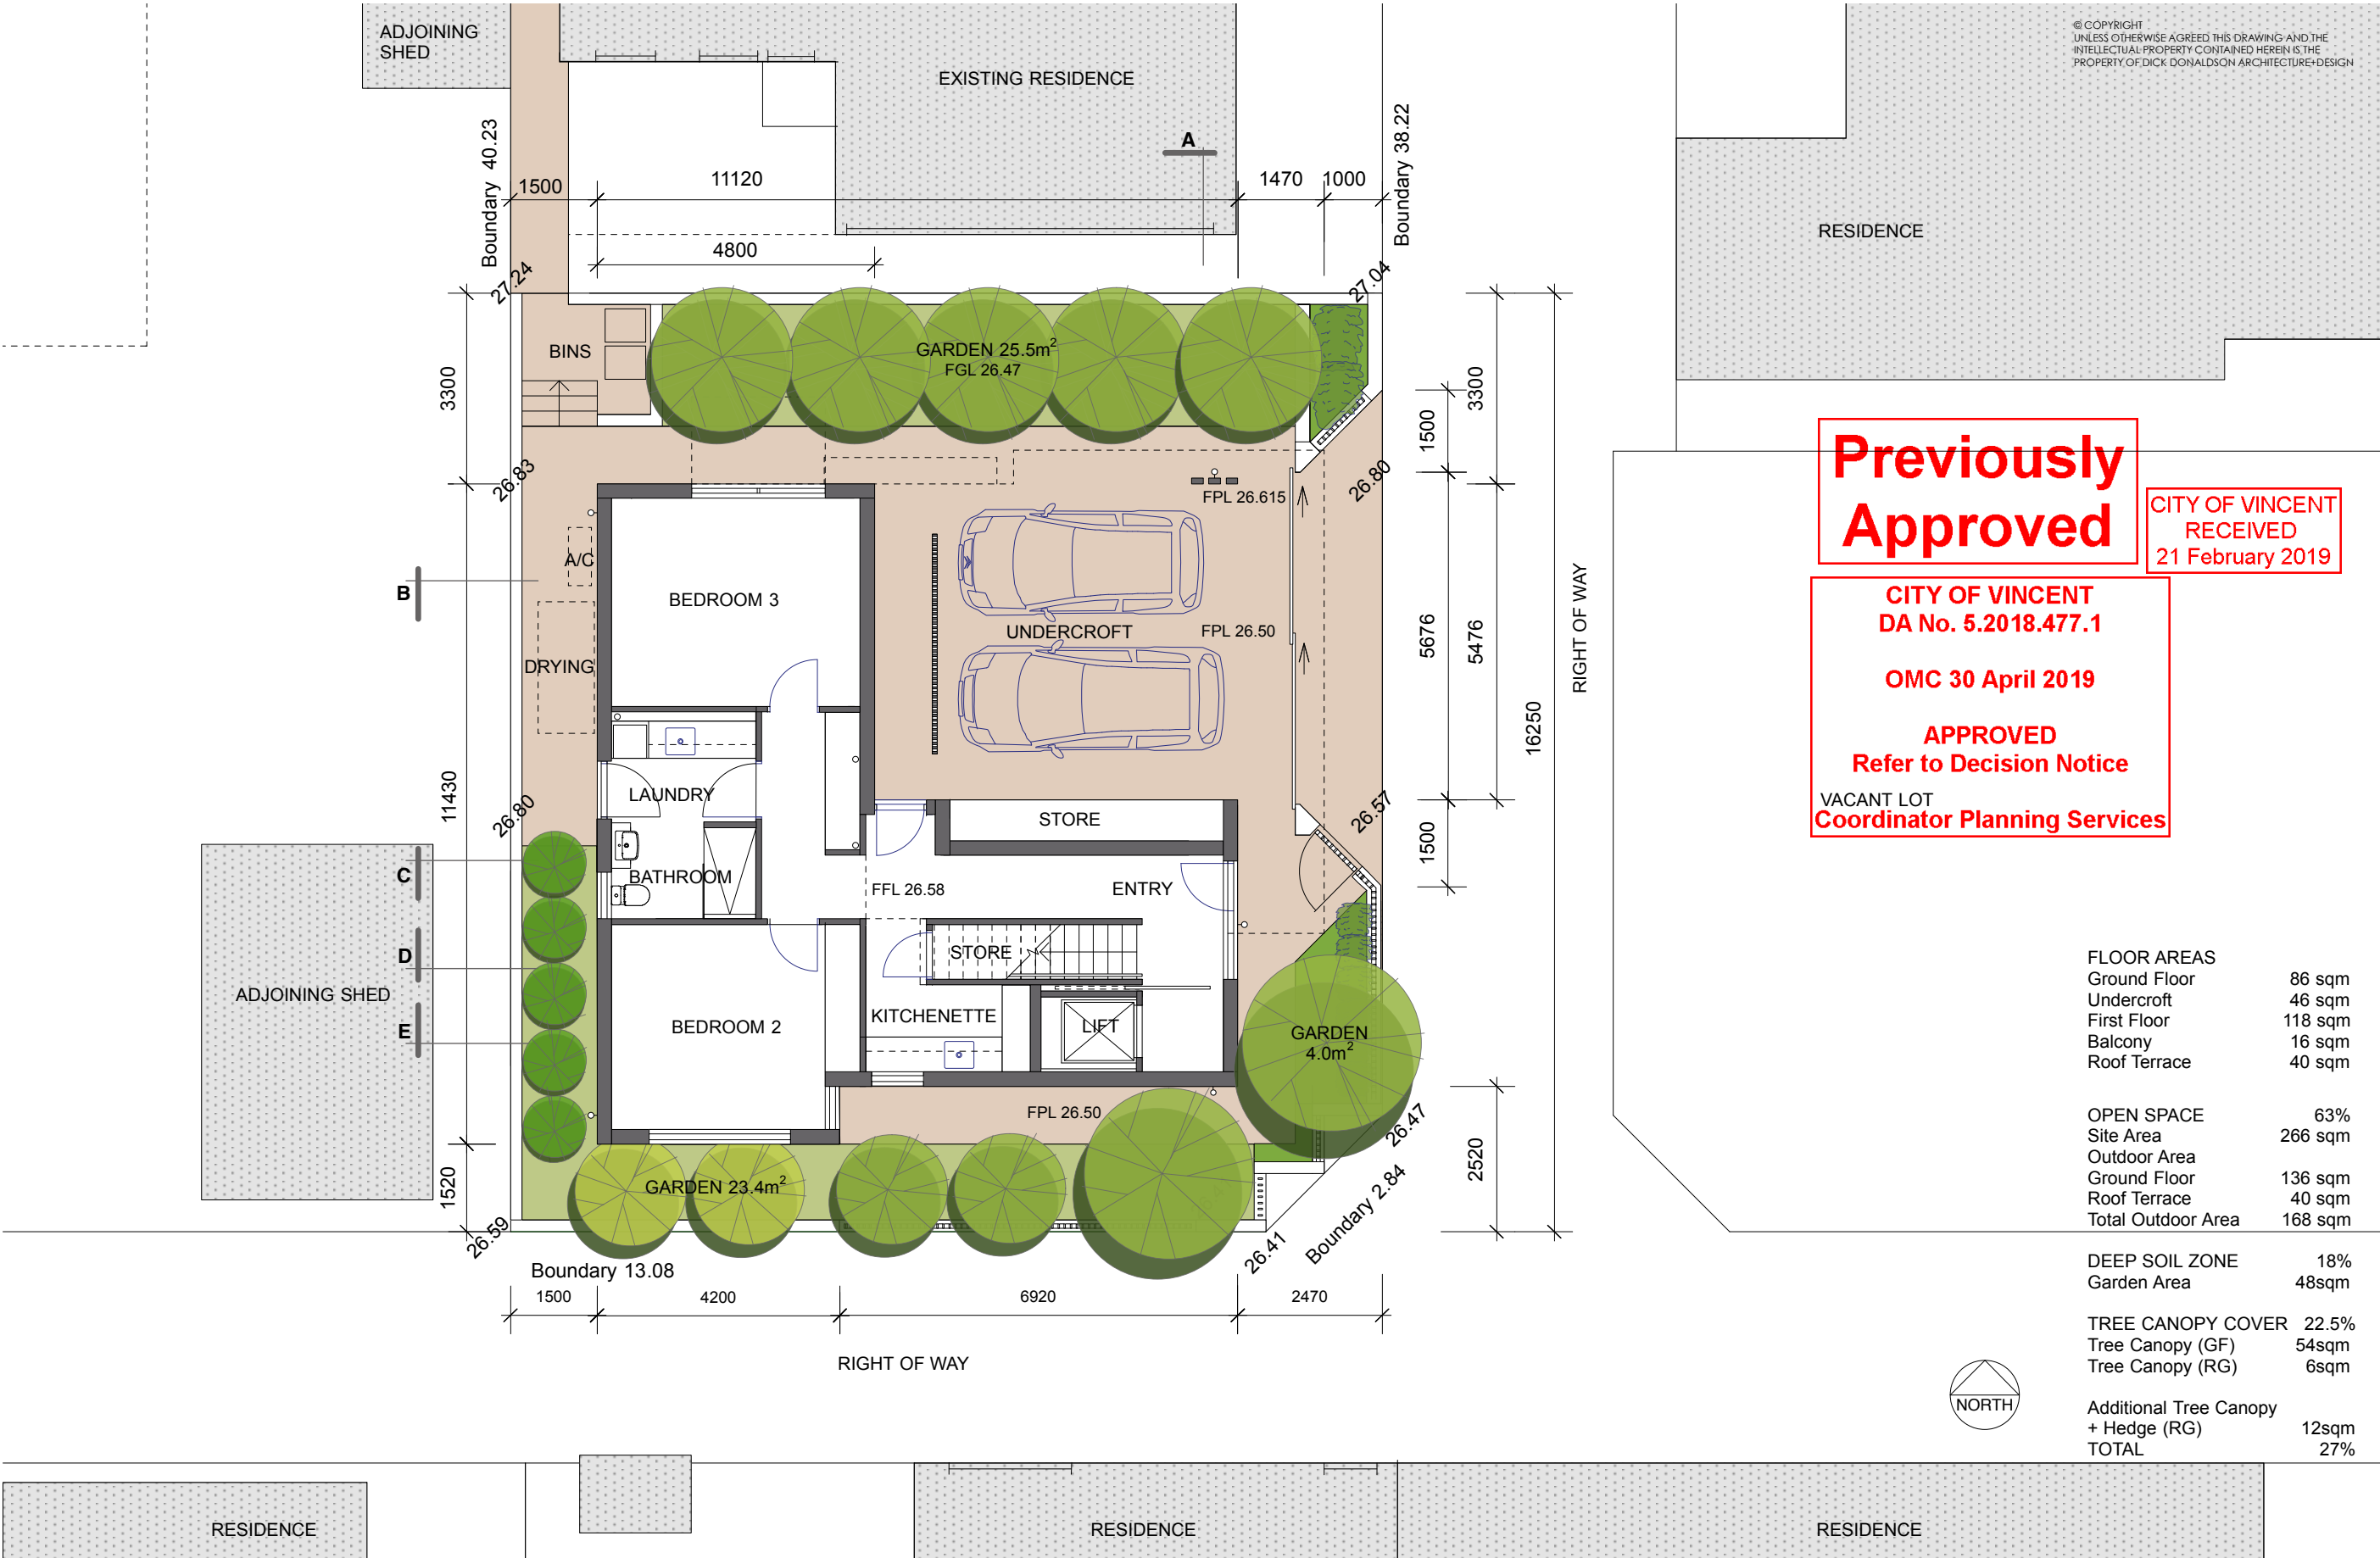 ADJOINING
SHED
EXISTING RESIDENCE
© COPYRIGHT
UNLESS OTHERWISE AGREED THIS DRAWING AND THE
INTELLECTUAL PROPERTY CONTAINED HEREIN IS THE
PROPERTY OF DICK DONALDSON ARCHITECTURE+DESIGN
A
Boundary 40.23
Boundary 38.22
1500
11120
1470
1000
4800
RESIDENCE
27.24
27.04
BINS
GARDEN 25.5m²
FGL 26.47
3300
3300
1500
26.83
26.80
FPL 26.615
Previously
Approved
CITY OF VINCENT
RECEIVED
21 February 2019
A/C
B
BEDROOM 3
UNDERCROFT
FPL 26.50
DRYING
5676
5476
16250
RIGHT OF WAY
CITY OF VINCENT
DA No. 5.2018.477.1
OMC 30 April 2019
APPROVED
Refer to Decision Notice
VACANT LOT
Coordinator Planning Services
11430
LAUNDRY
26.80
STORE
26.57
1500
C
BATHROOM
FFL 26.58
ENTRY
D
STORE
ADJOINING SHED
E
BEDROOM 2
KITCHENETTE
LIFT
GARDEN
4.0m²
FPL 26.50
26.47
2520
1520
GARDEN 23.4m²
26.59
26.41
Boundary 2.84
Boundary 13.08
1500
4200
6920
2470
RIGHT OF WAY
FLOOR AREAS
Ground Floor 86 sqm
Undercroft 46 sqm
First Floor 118 sqm
Balcony 16 sqm
Roof Terrace 40 sqm
OPEN SPACE 63%
Site Area 266 sqm
Outdoor Area
Ground Floor 136 sqm
Roof Terrace 40 sqm
Total Outdoor Area 168 sqm
DEEP SOIL ZONE 18%
Garden Area 48sqm
TREE CANOPY COVER 22.5%
Tree Canopy (GF) 54sqm
Tree Canopy (RG) 6sqm
Additional Tree Canopy
+ Hedge (RG) 12sqm
TOTAL 27%
NORTH
RESIDENCE
RESIDENCE
RESIDENCE